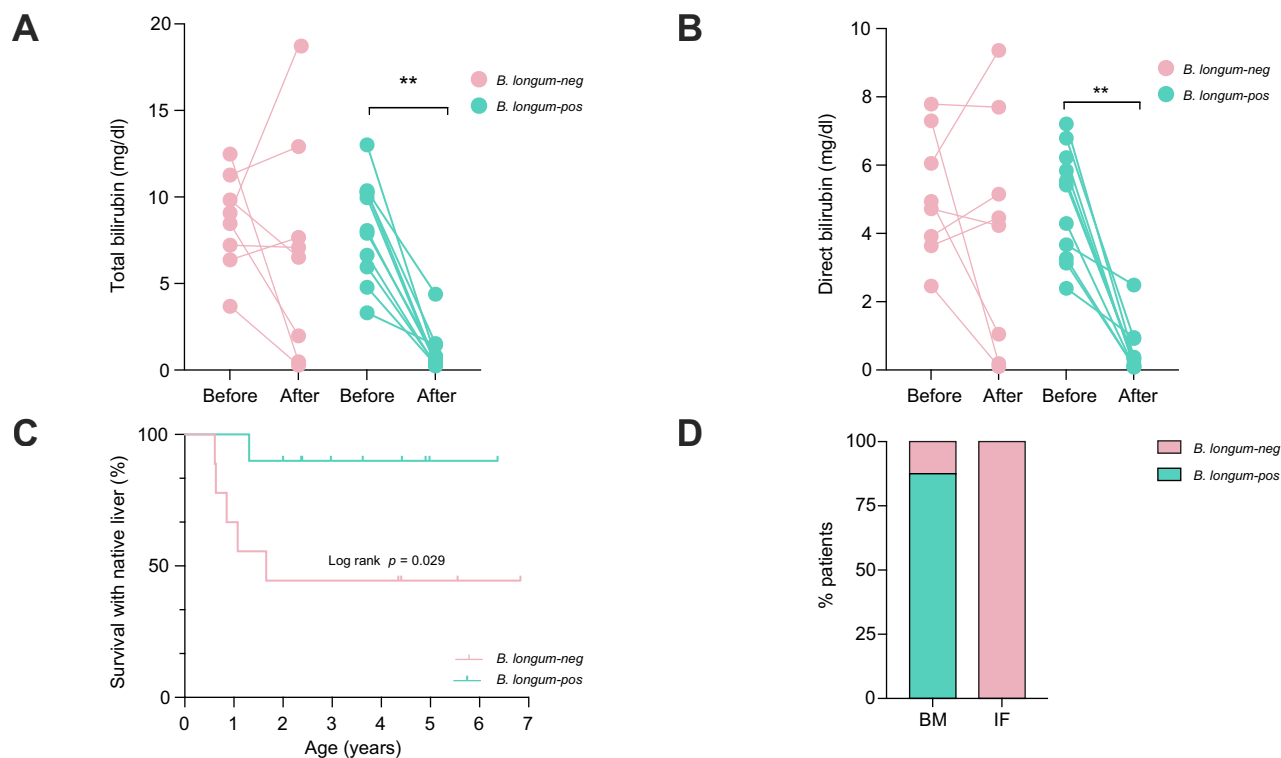 A
20
15
10
5
0
Total bilirubin (mg/dl)
**
B. longum-neg
B. longum-pos
Before After Before After
B
10
8
6
4
2
0
Direct bilirubin (mg/dl)
**
B. longum-neg
B. longum-pos
Before After Before After
C
100
50
0
Survival with native liver (%)
Log rank p = 0.029
B. longum-neg
B. longum-pos
0 1 2 3 4 5 6 7
Age (years)
D
100
75
50
25
0
% patients
B. longum-neg
B. longum-pos
BM IF